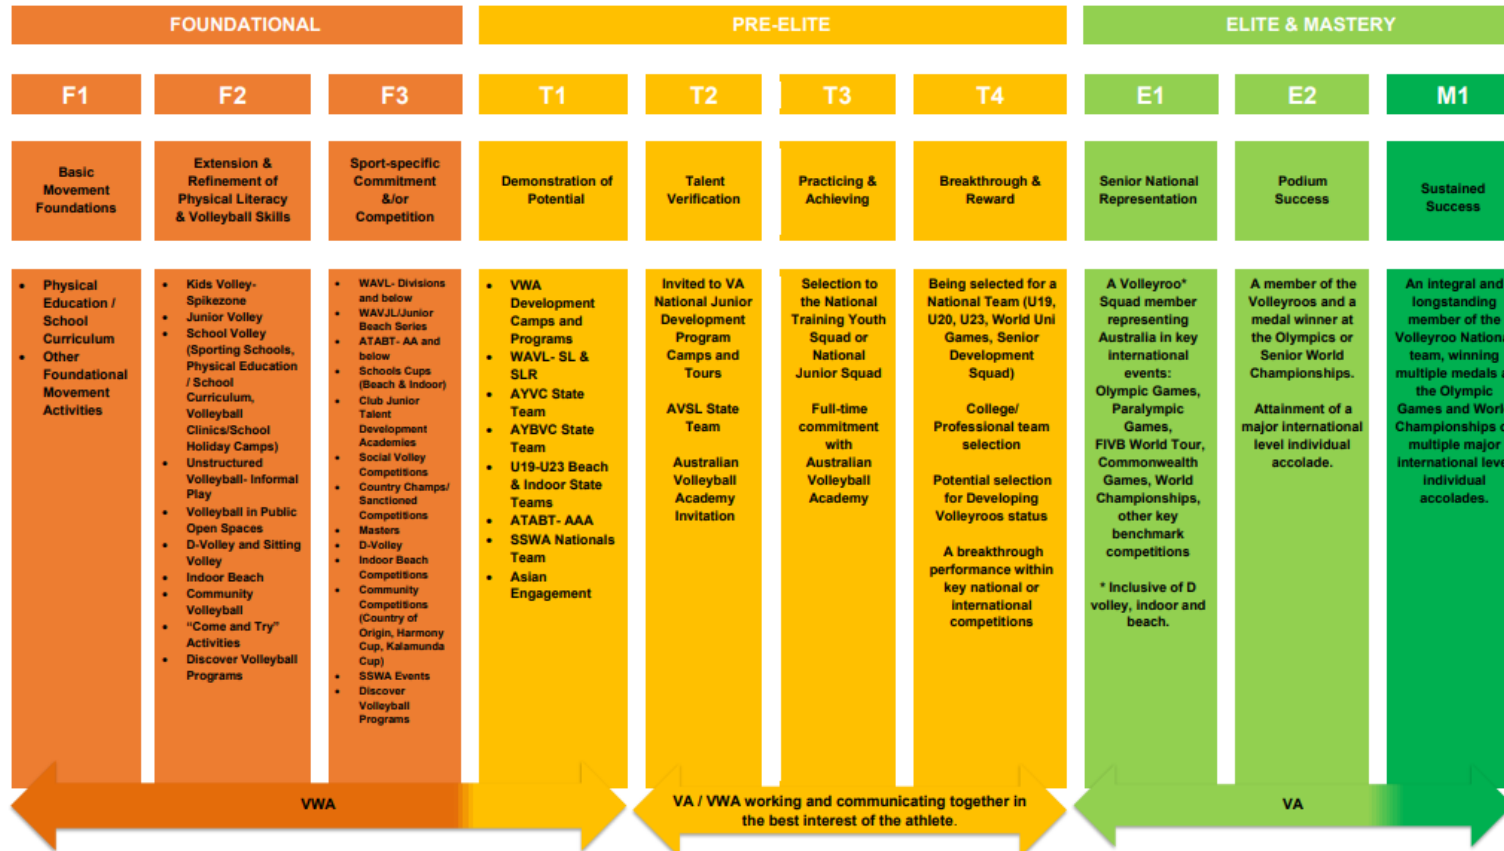 FOUNDATIONAL
PRE-ELITE
ELITE & MASTERY
F1
F2
F3
T1
T2
T3
T4
E1
E2
M1
Basic
Movement
Foundations
Extension &
Refinement of
Physical Literacy
& Volleyball Skills
Sport-specific
Commitment
&/or
Competition
Demonstration of
Potential
Talent
Verification
Practicing &
Achieving
Breakthrough &
Reward
Senior National
Representation
Podium
Success
Sustained
Success
• Physical
Education /
School
Curriculum
• Other
Foundational
Movement
Activities
• Kids Volley-
Spikezone
• Junior Volley
• School Volley
(Sporting Schools,
Physical Education
/ School
Curriculum,
Volleyball
Clinics/School
Holiday Camps)
• Unstructured
Volleyball- Informal
Play
• Volleyball in Public
Open Spaces
• D-Volley and Sitting
Volley
• Indoor Beach
• Community
Volleyball
• “Come and Try”
Activities
• Discover Volleyball
Programs
• WAVL- Divisions
and below
• WAVJL/Junior
Beach Series
• ATABT- AA and
below
• Schools Cups
(Beach & Indoor)
• Club Junior
Talent
Development
Academies
• Social Volley
Competitions
• Country Champs/
Sanctioned
Competitions
• Masters
• D-Volley
• Indoor Beach
Competitions
• Community
Competitions
(Country of
Origin, Harmony
Cup, Kalamunda
Cup)
• SSWA Events
• Discover
Volleyball
Programs
• VWA
Development
Camps and
Programs
• WAVL- SL &
SLR
• AYVC State
Team
• AYBVC State
Team
• U19-U23 Beach
& Indoor State
Teams
• ATABT- AAA
• SSWA Nationals
Team
• Asian
Engagement
Invited to VA
National Junior
Development
Program
Camps and
Tours
AVSL State
Team
Australian
Volleyball
Academy
Invitation
Selection to
the National
Training Youth
Squad or
National
Junior Squad
Full-time
commitment
with
Australian
Volleyball
Academy
Being selected for a
National Team (U19,
U20, U23, World Uni
Games, Senior
Development
Squad)
College/
Professional team
selection
Potential selection
for Developing
Volleyroos status
A breakthrough
performance within
key national or
international
competitions
A Volleyroo*
Squad member
representing
Australia in key
international
events:
Olympic Games,
Paralympic
Games,
FIVB World Tour,
Commonwealth
Games, World
Championships,
other key
benchmark
competitions
* Inclusive of D
volley, indoor and
beach.
A member of the
Volleyroos and a
medal winner at
the Olympics or
Senior World
Championships.
Attainment of a
major international
level individual
accolade.
An integral and
longstanding
member of the
Volleyroo National
team, winning
multiple medals
the Olympic
Games and World
Championships
multiple major
international level
individual
accolades.
VWA
VA / VWA working and communicating together in
the best interest of the athlete.
VA